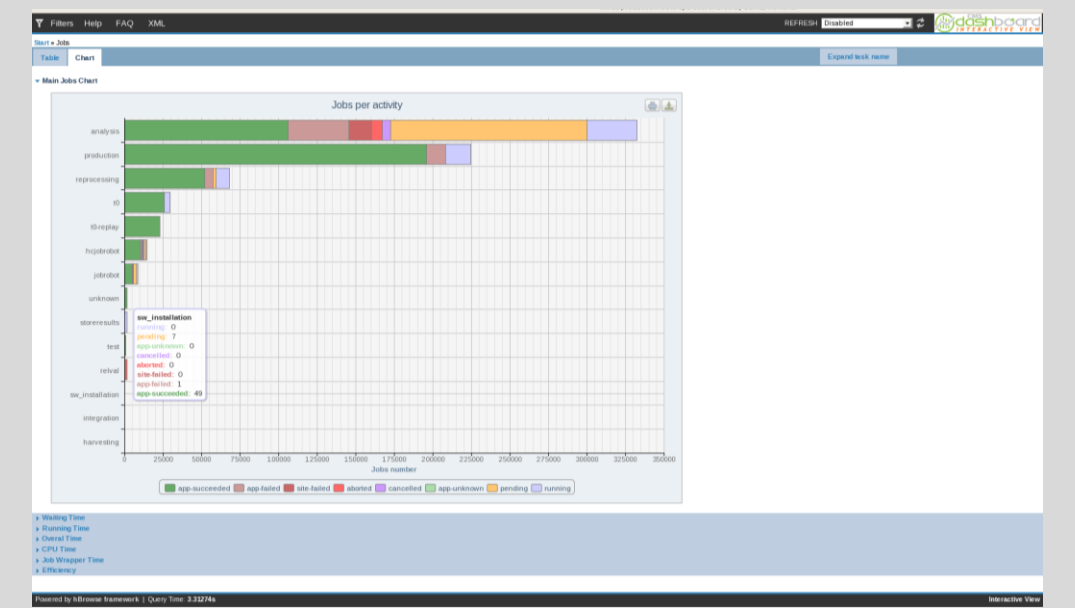 Filters Help FAQ XML REFRESH Disabled dashboard
INTERACTIVE VIEW
Start Jobs
Table Chart Expand task name
Main Jobs Chart
Jobs per activity
analysis
production
reprocessing
t0
t0-replay
hcjobrobot
jobrobot
unknown
storeresults
test
relval
sw_installation
integration
harvesting
sw_installation
running: 0
pending: 7
app-unknown: 0
cancelled: 0
aborted: 0
site-failed: 0
app-failed: 1
app-succeeded: 49
0 25000 50000 75000 100000 125000 150000 175000 200000 225000 250000 275000 300000 325000 350000
Jobs number
app-succeeded app-failed site-failed aborted cancelled app-unknown pending running
Waiting Time
Running Time
Overal Time
CPU Time
Job Wrapper Time
Efficiency
Powered by hBrowse framework | Query Time: 3.31274s Interactive View